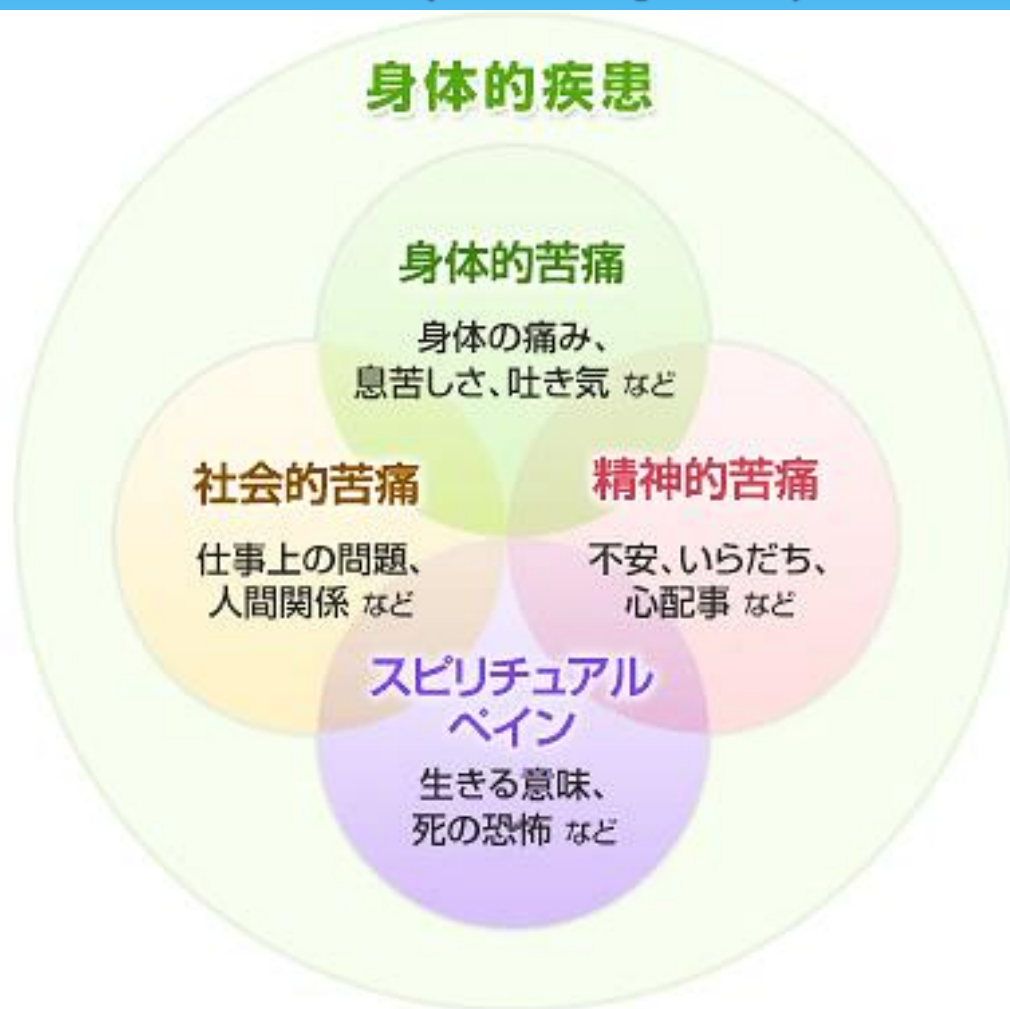 身体的疾患
身体的苦痛
身体の痛み、
息苦しさ、吐き気 など
社会的苦痛
仕事上の問題、
人間関係 など
精神的苦痛
不安、いらだち、
心配事 など
スピリチュアル
ペイン
生きる意味、
死の恐怖 など